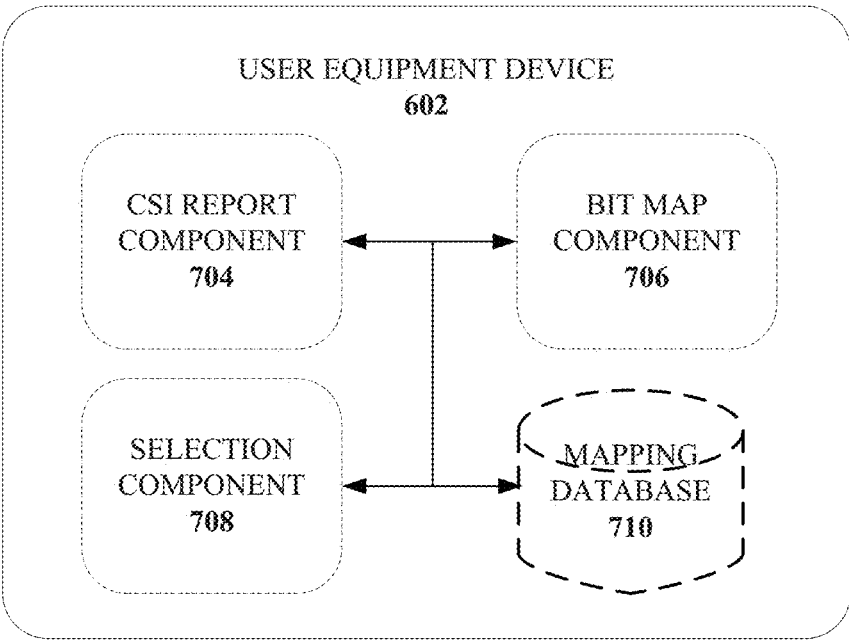 USER EQUIPMENT DEVICE
602
CSI REPORT
COMPONENT
704
BIT MAP
COMPONENT
706
SELECTION
COMPONENT
708
MAPPING
DATABASE
710